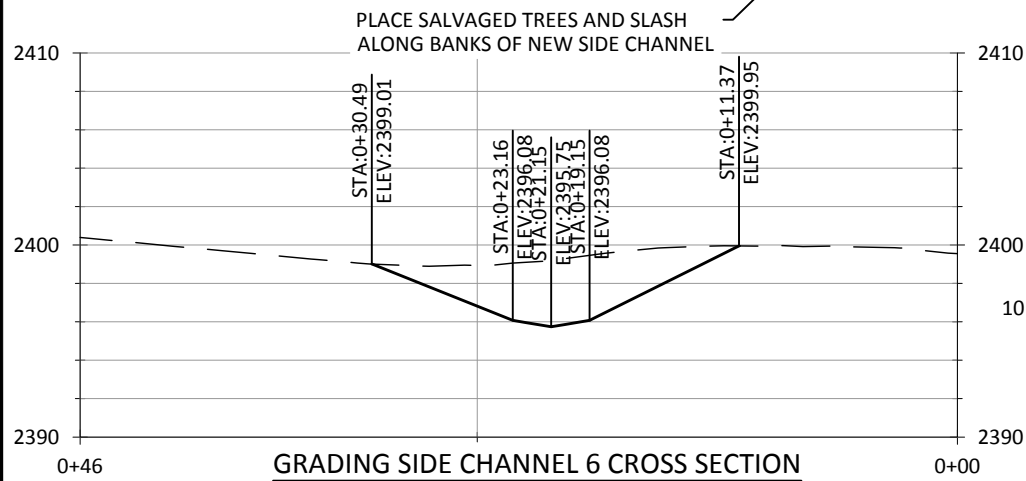 PLACE SALVAGED TREES AND SLASH
ALONG BANKS OF NEW SIDE CHANNEL
2410
2410
STA:0+30.49
ELEV:2399.01
STA:0+23.16
ELEV:2396.08
STA:0+21.15
ELEV:2395.75
STA:0+19.15
ELEV:2396.08
STA:0+11.37
ELEV:2399.95
2400
2400
10
2390
2390
0+46
GRADING SIDE CHANNEL 6 CROSS SECTION
0+00